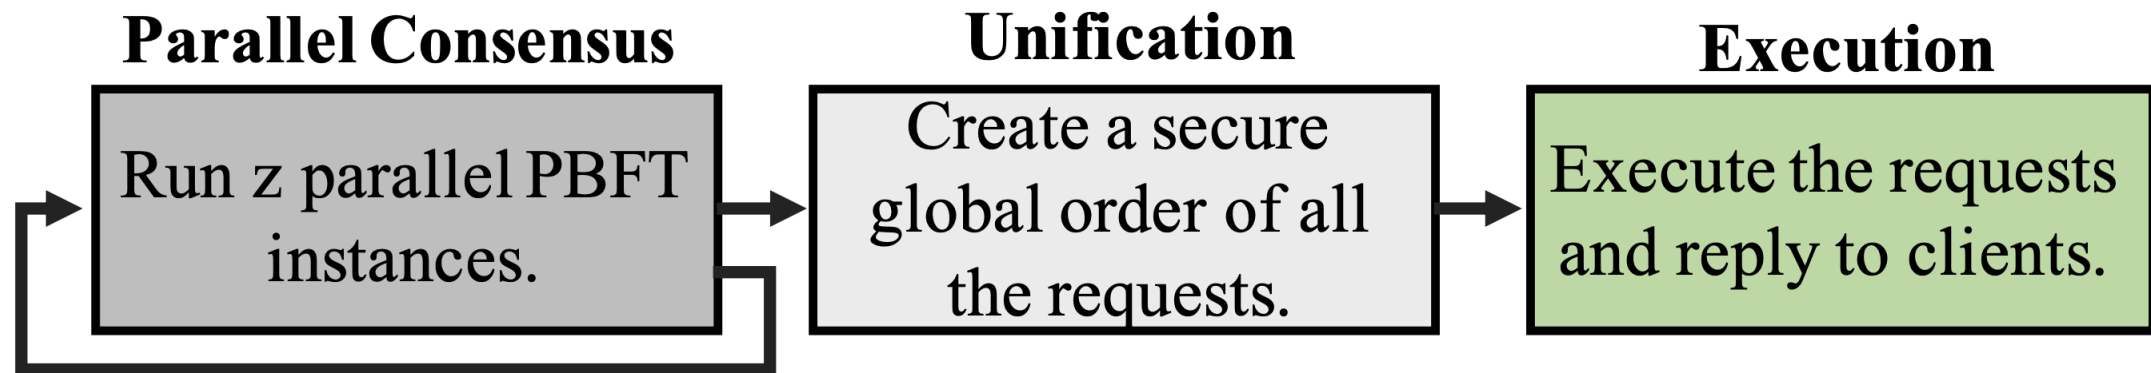 Parallel Consensus
Run z parallel PBFT
instances.
Unification
Create a secure
global order of all
the requests.
Execution
Execute the requests
and reply to clients.